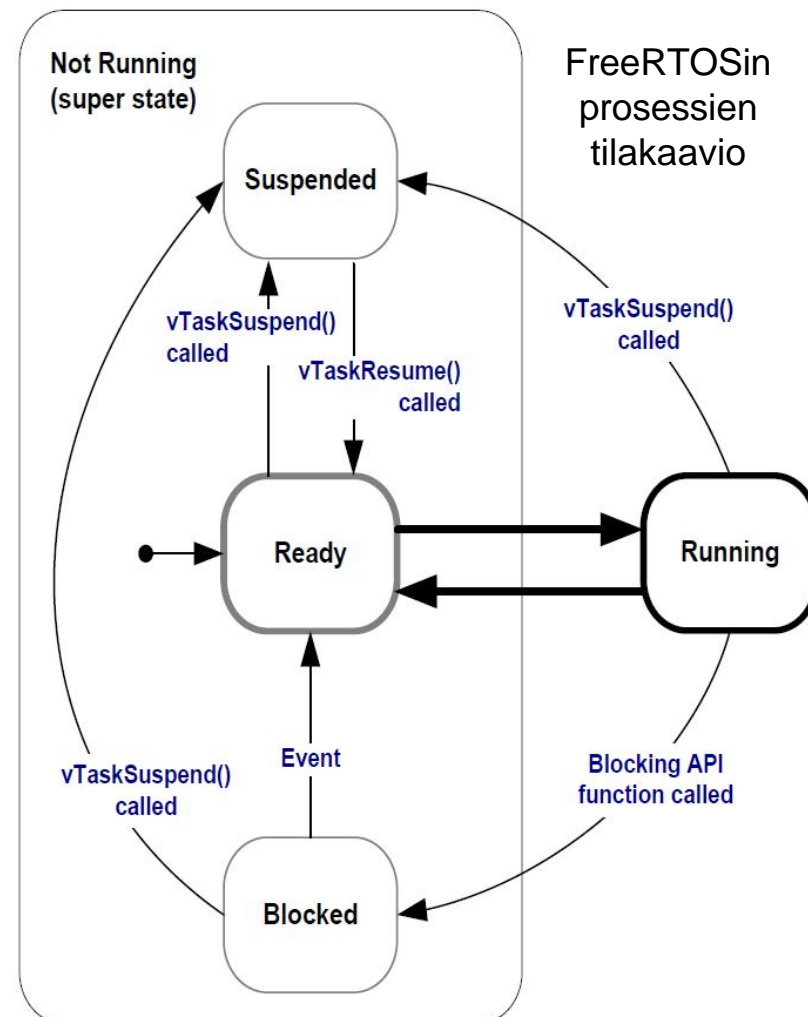 Not Running
(super state)
FreeRTOSin
prosessien
tilakaavio
Suspended
vTaskSuspend()
called
vTaskResume()
called
vTaskSuspend()
called
Ready
Running
Event
vTaskSuspend()
called
Blocking API
function called
Blocked